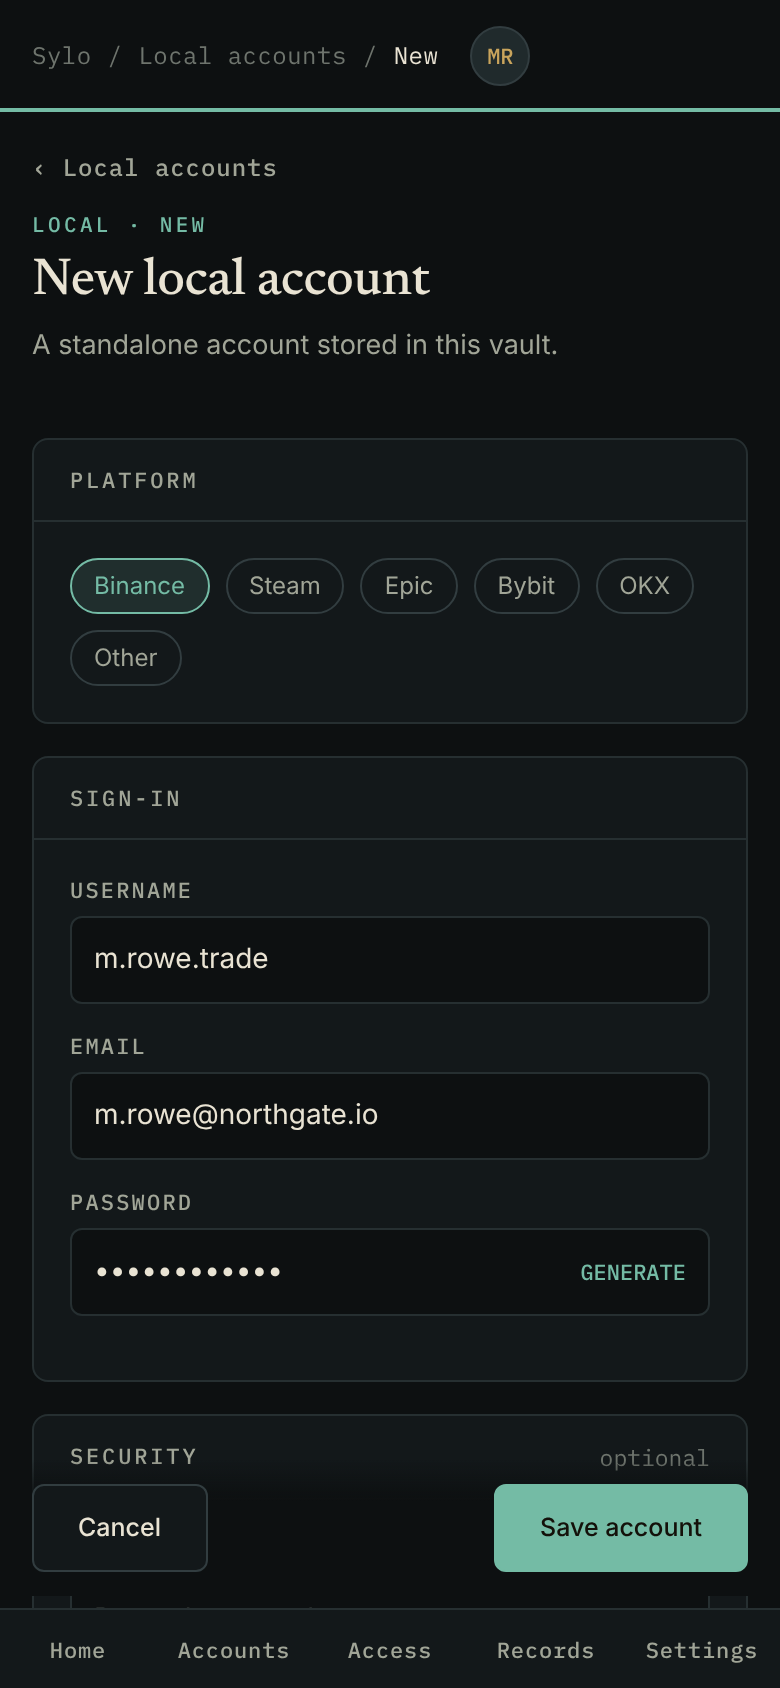 Sylo / Local accounts / New MR
‹ Local accounts
LOCAL · NEW
New local account
A standalone account stored in this vault.
PLATFORM
Binance Steam Epic Bybit OKX
Other
SIGN-IN
USERNAME
m.rowe.trade
EMAIL
m.rowe@northgate.io
PASSWORD
•••••••••••• GENERATE
SECURITY optional
Cancel Save account
Home Accounts Access Records Settings